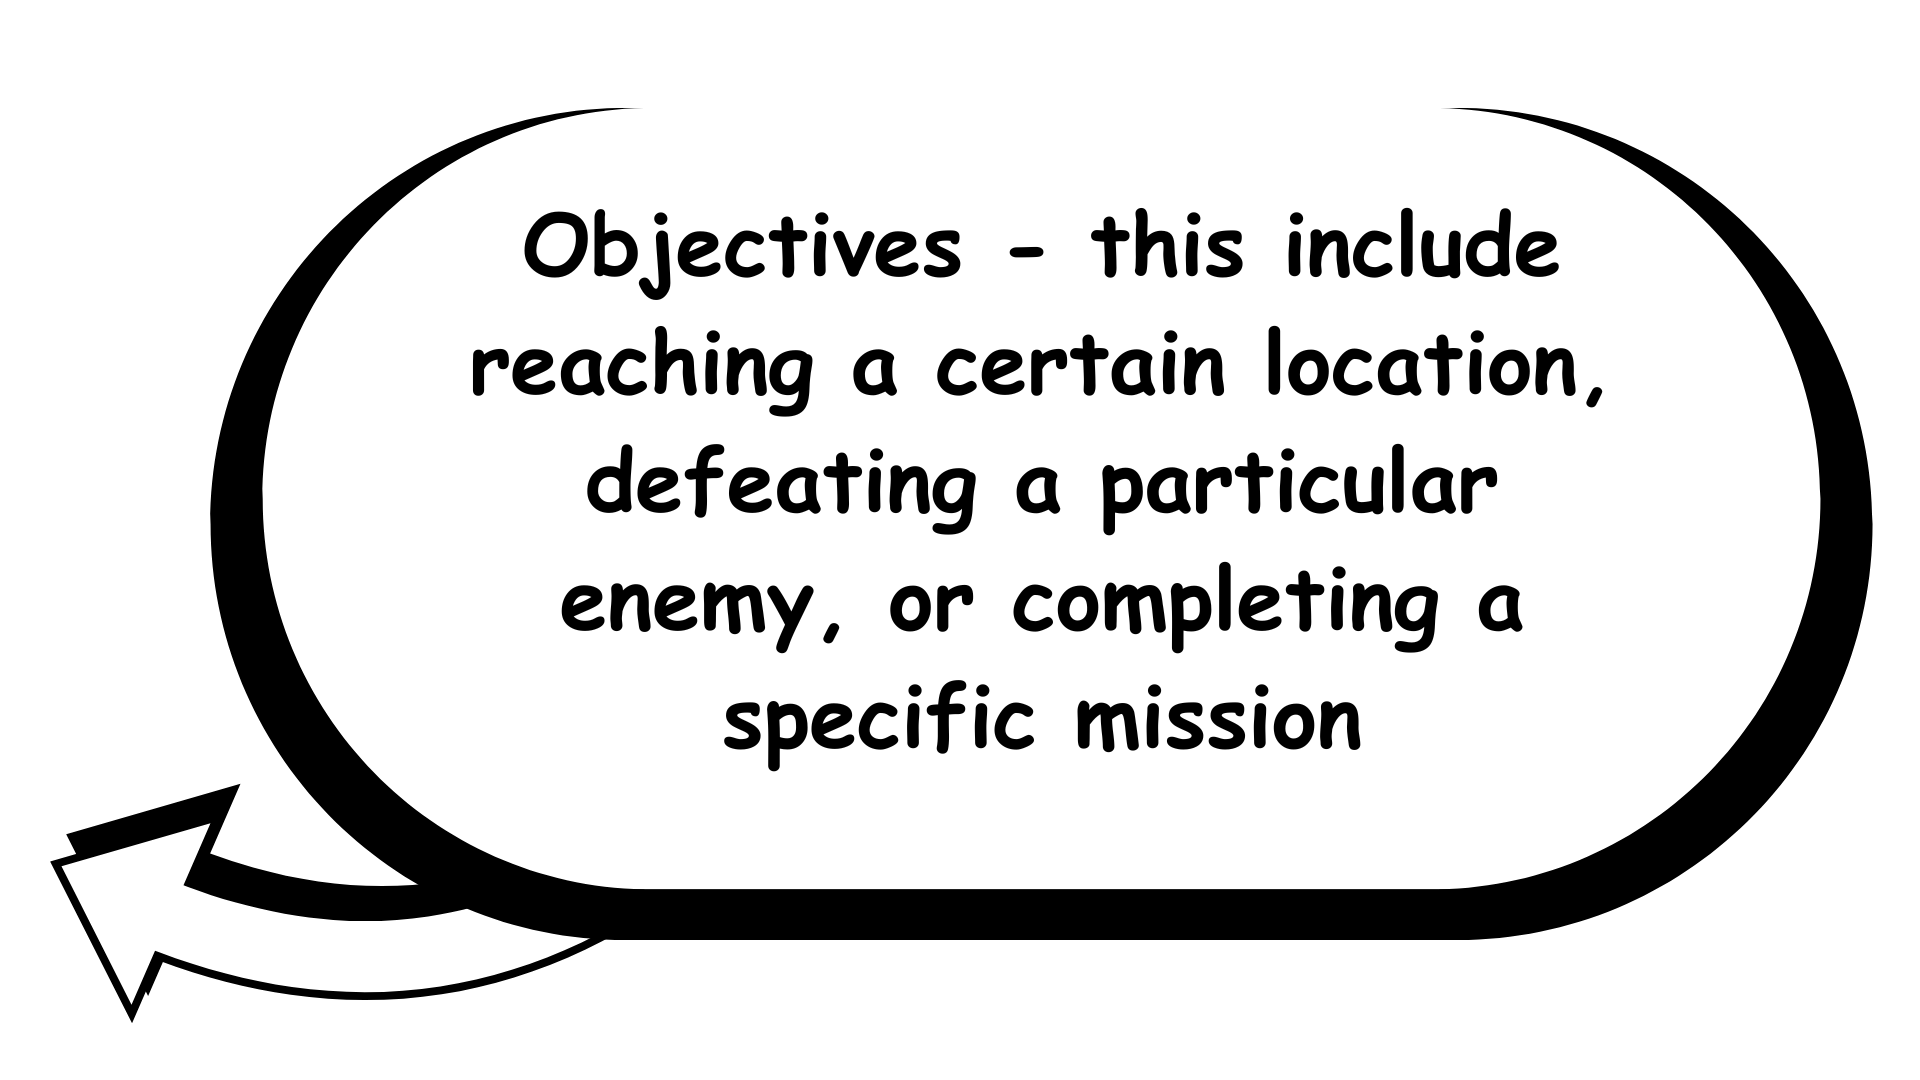 Objectives - this include
reaching a certain location,
defeating a particular
enemy, or completing a
specific mission